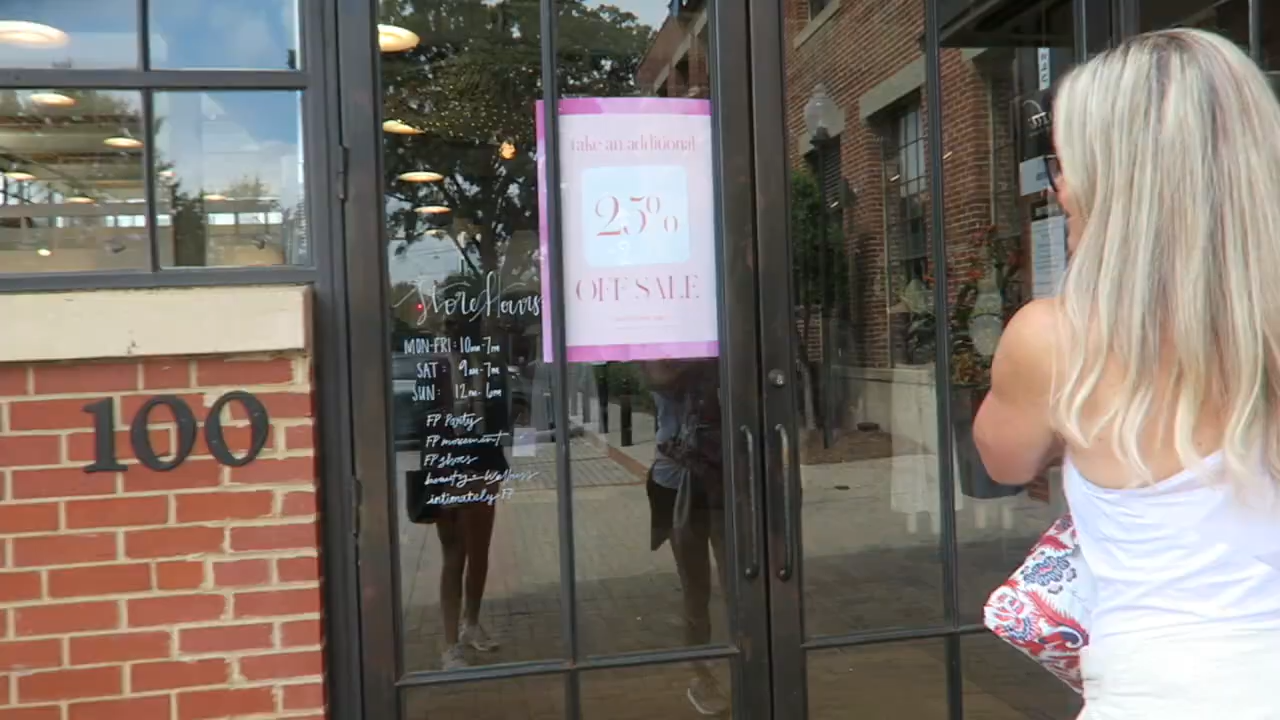 take an additional
25%
OFF SALE
Store Hours
MON-FRI: 10AM-7PM
SAT: 9AM-7PM
SUN: 12PM-6PM
FP Party
FP movement
FP shoes
beauty + Wellness
intimately FP
100